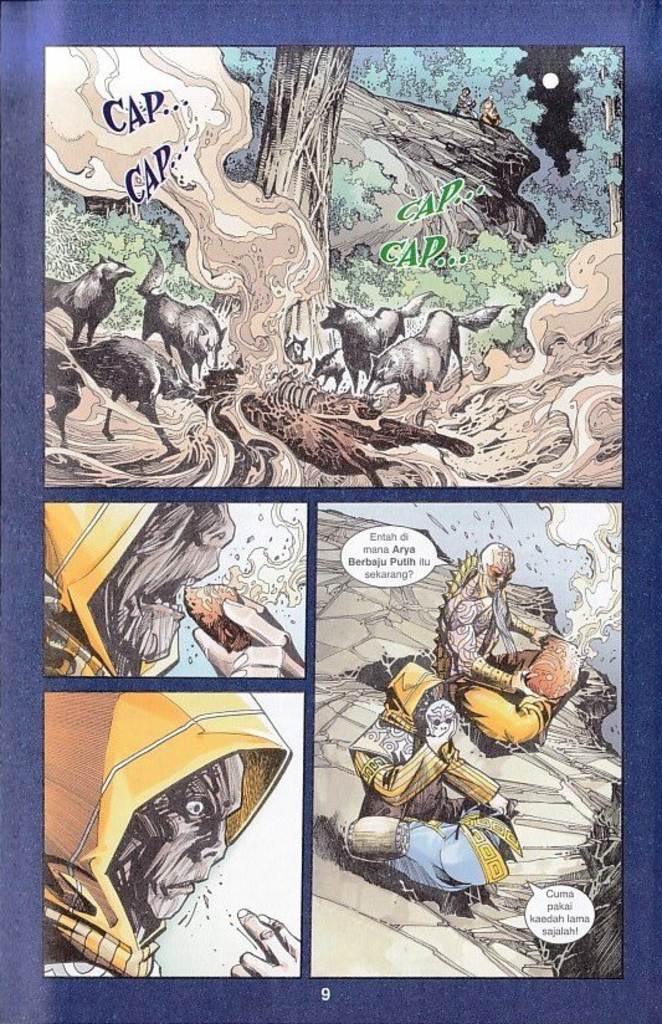 CAP...
CAP...
CAP...
CAP...
Entah di
mana Arya
Berbaju Putih itu
sekarang?
Cuma
pakai
kaedah lama
sajalah!
9